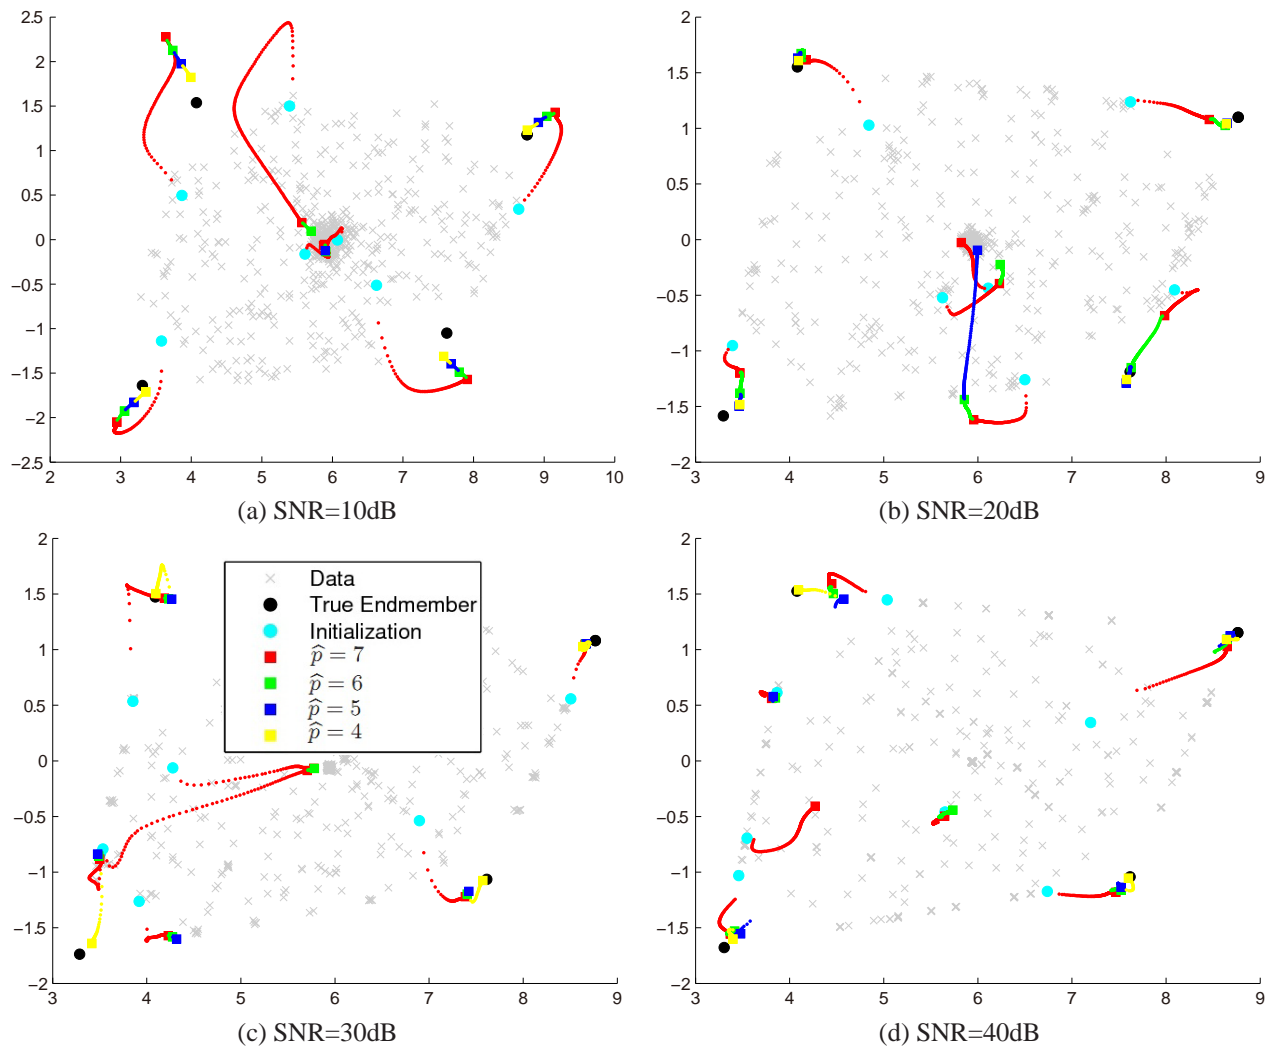 2.5
2
1.5
1
0.5
0
−0.5
−1
−1.5
−2
−2.5
2 3 4 5 6 7 8 9 10
(a) SNR=10dB
2
1.5
1
0.5
0
−0.5
−1
−1.5
−2
3 4 5 6 7 8 9
(b) SNR=20dB
2
1.5
1
0.5
0
−0.5
−1
−1.5
−2
3 4 5 6 7 8 9
Data
True Endmember
Initialization
p̂ = 7
p̂ = 6
p̂ = 5
p̂ = 4
(c) SNR=30dB
2
1.5
1
0.5
0
−0.5
−1
−1.5
−2
3 4 5 6 7 8 9
(d) SNR=40dB